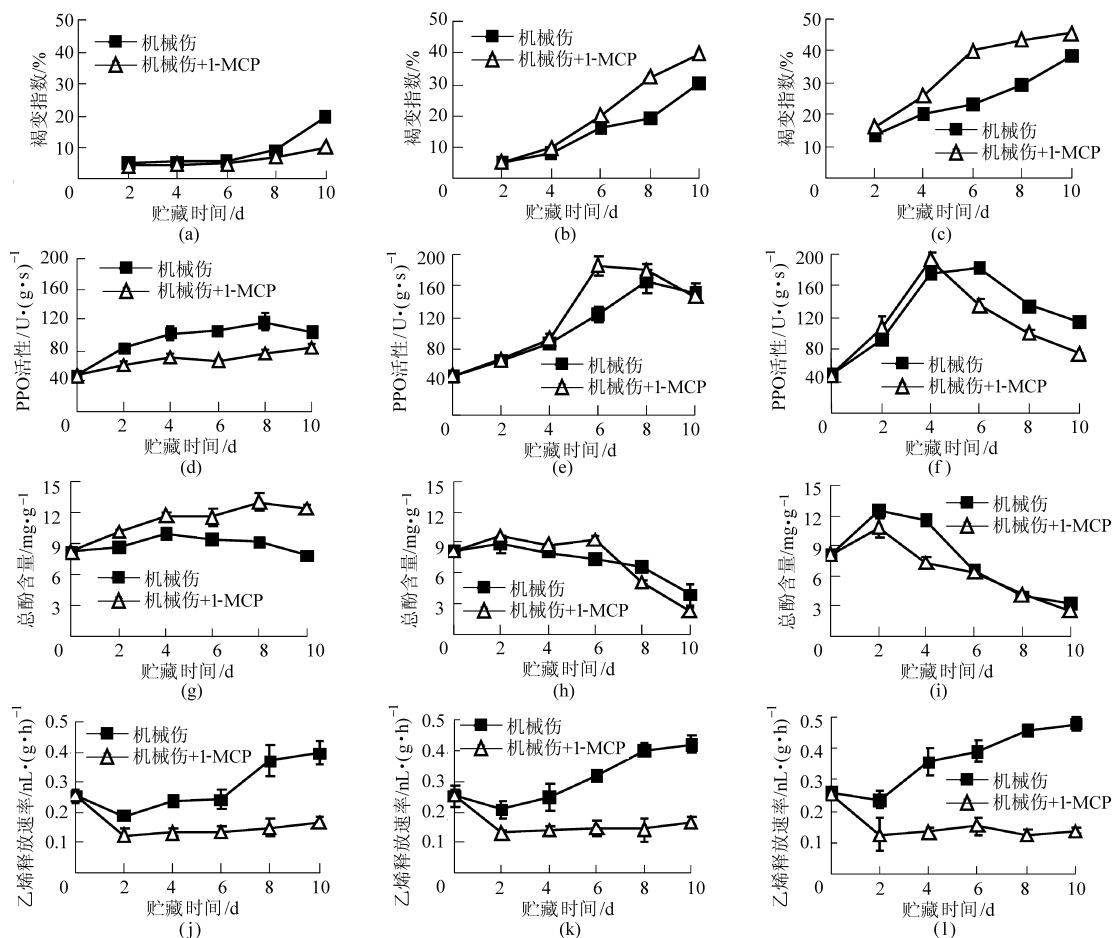 褐变指数/%
50
40
30
20
10
0
2
4
6
8
10
机械伤
机械伤+1-MCP
贮藏时间/d
(a)
褐变指数/%
50
40
30
20
10
0
2
4
6
8
10
机械伤
机械伤+1-MCP
贮藏时间/d
(b)
褐变指数/%
50
40
30
20
10
0
2
4
6
8
10
机械伤
机械伤+1-MCP
贮藏时间/d
(c)
PPO活性/U·(g·s)⁻¹
200
160
120
80
40
0
2
4
6
8
10
机械伤
机械伤+1-MCP
贮藏时间/d
(d)
PPO活性/U·(g·s)⁻¹
200
160
120
80
40
0
2
4
6
8
10
机械伤
机械伤+1-MCP
贮藏时间/d
(e)
PPO活性/U·(g·s)⁻¹
200
160
120
80
40
0
2
4
6
8
10
机械伤
机械伤+1-MCP
贮藏时间/d
(f)
总酚含量/mg·g⁻¹
15
12
9
6
3
0
2
4
6
8
10
机械伤
机械伤+1-MCP
贮藏时间/d
(g)
总酚含量/mg·g⁻¹
15
12
9
6
3
0
2
4
6
8
10
机械伤
机械伤+1-MCP
贮藏时间/d
(h)
总酚含量/mg·g⁻¹
15
12
9
6
3
0
2
4
6
8
10
机械伤
机械伤+1-MCP
贮藏时间/d
(i)
乙烯释放速率/nL·(g·h)⁻¹
0.5
0.4
0.3
0.2
0.1
0
2
4
6
8
10
机械伤
机械伤+1-MCP
贮藏时间/d
(j)
乙烯释放速率/nL·(g·h)⁻¹
0.5
0.4
0.3
0.2
0.1
0
2
4
6
8
10
机械伤
机械伤+1-MCP
贮藏时间/d
(k)
乙烯释放速率/nL·(g·h)⁻¹
0.5
0.4
0.3
0.2
0.1
0
2
4
6
8
10
机械伤
机械伤+1-MCP
贮藏时间/d
(l)